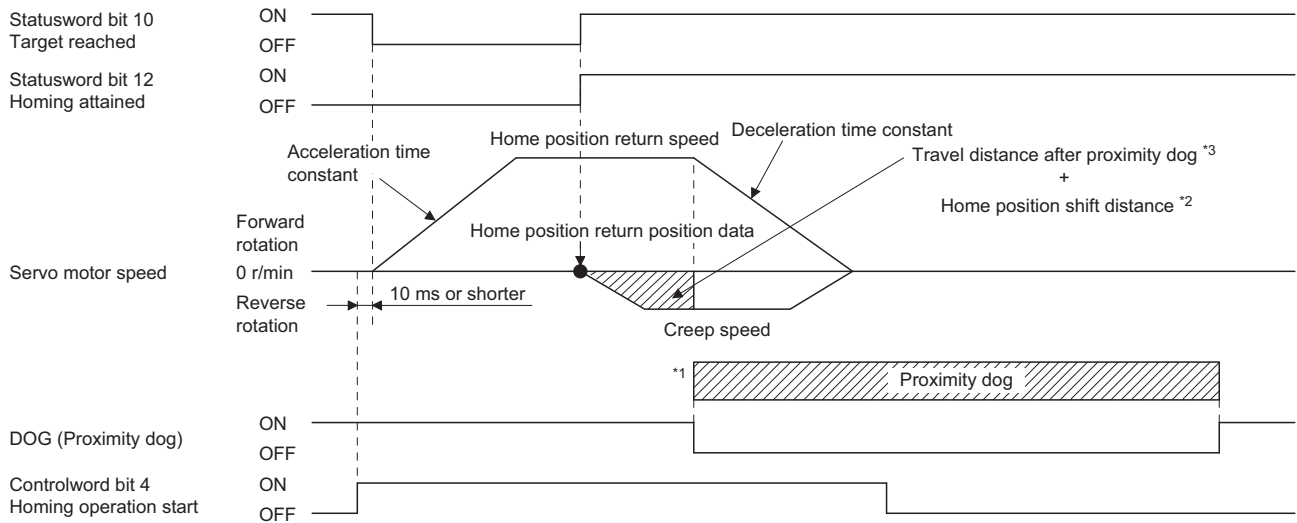 Statusword bit 10
Target reached
ON
OFF
Statusword bit 12
Homing attained
ON
OFF
Acceleration time
constant
Home position return speed
Deceleration time constant
Travel distance after proximity dog *3
+
Home position shift distance *2
Forward
rotation
Home position return position data
Servo motor speed
0 r/min
Reverse
rotation
10 ms or shorter
Creep speed
*1
Proximity dog
DOG (Proximity dog)
ON
OFF
Controlword bit 4
Homing operation start
ON
OFF